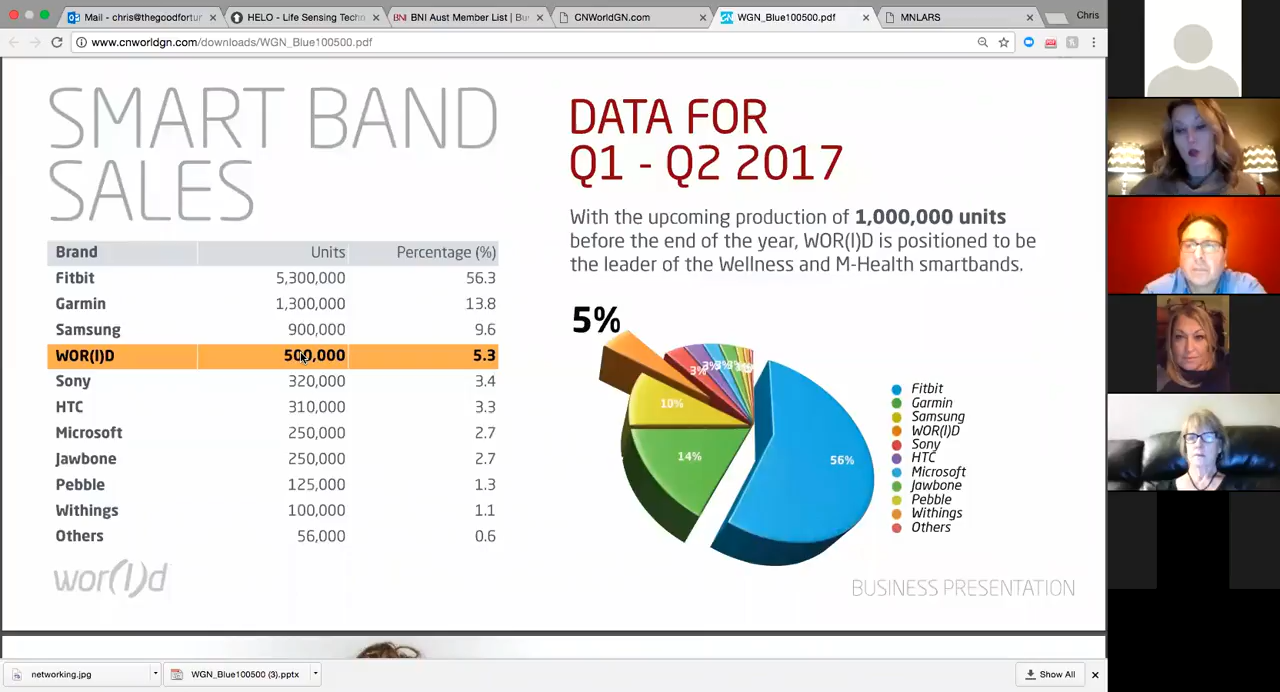 Mail - chris@thegoodfortun
HELO - Life Sensing Techn
BNI Aust Member List | Bus
CNWorldGN.com
WGN_Blue100500.pdf
MNLARS
Chris
www.cnworldgn.com/downloads/WGN_Blue100500.pdf
SMART BAND
SALES
Brand Units Percentage (%)
Fitbit 5,300,000 56.3
Garmin 1,300,000 13.8
Samsung 900,000 9.6
WOR(I)D 500,000 5.3
Sony 320,000 3.4
HTC 310,000 3.3
Microsoft 250,000 2.7
Jawbone 250,000 2.7
Pebble 125,000 1.3
Withings 100,000 1.1
Others 56,000 0.6
wor(l)d
DATA FOR
Q1 - Q2 2017
With the upcoming production of 1,000,000 units
before the end of the year, WOR(I)D is positioned to be
the leader of the Wellness and M-Health smartbands.
5%
3% 3% 3% 3%
10%
14%
56%
Fitbit
Garmin
Samsung
WOR(I)D
Sony
HTC
Microsoft
Jawbone
Pebble
Withings
Others
BUSINESS PRESENTATION
networking.jpg
WGN_Blue100500 (3).pptx
Show All